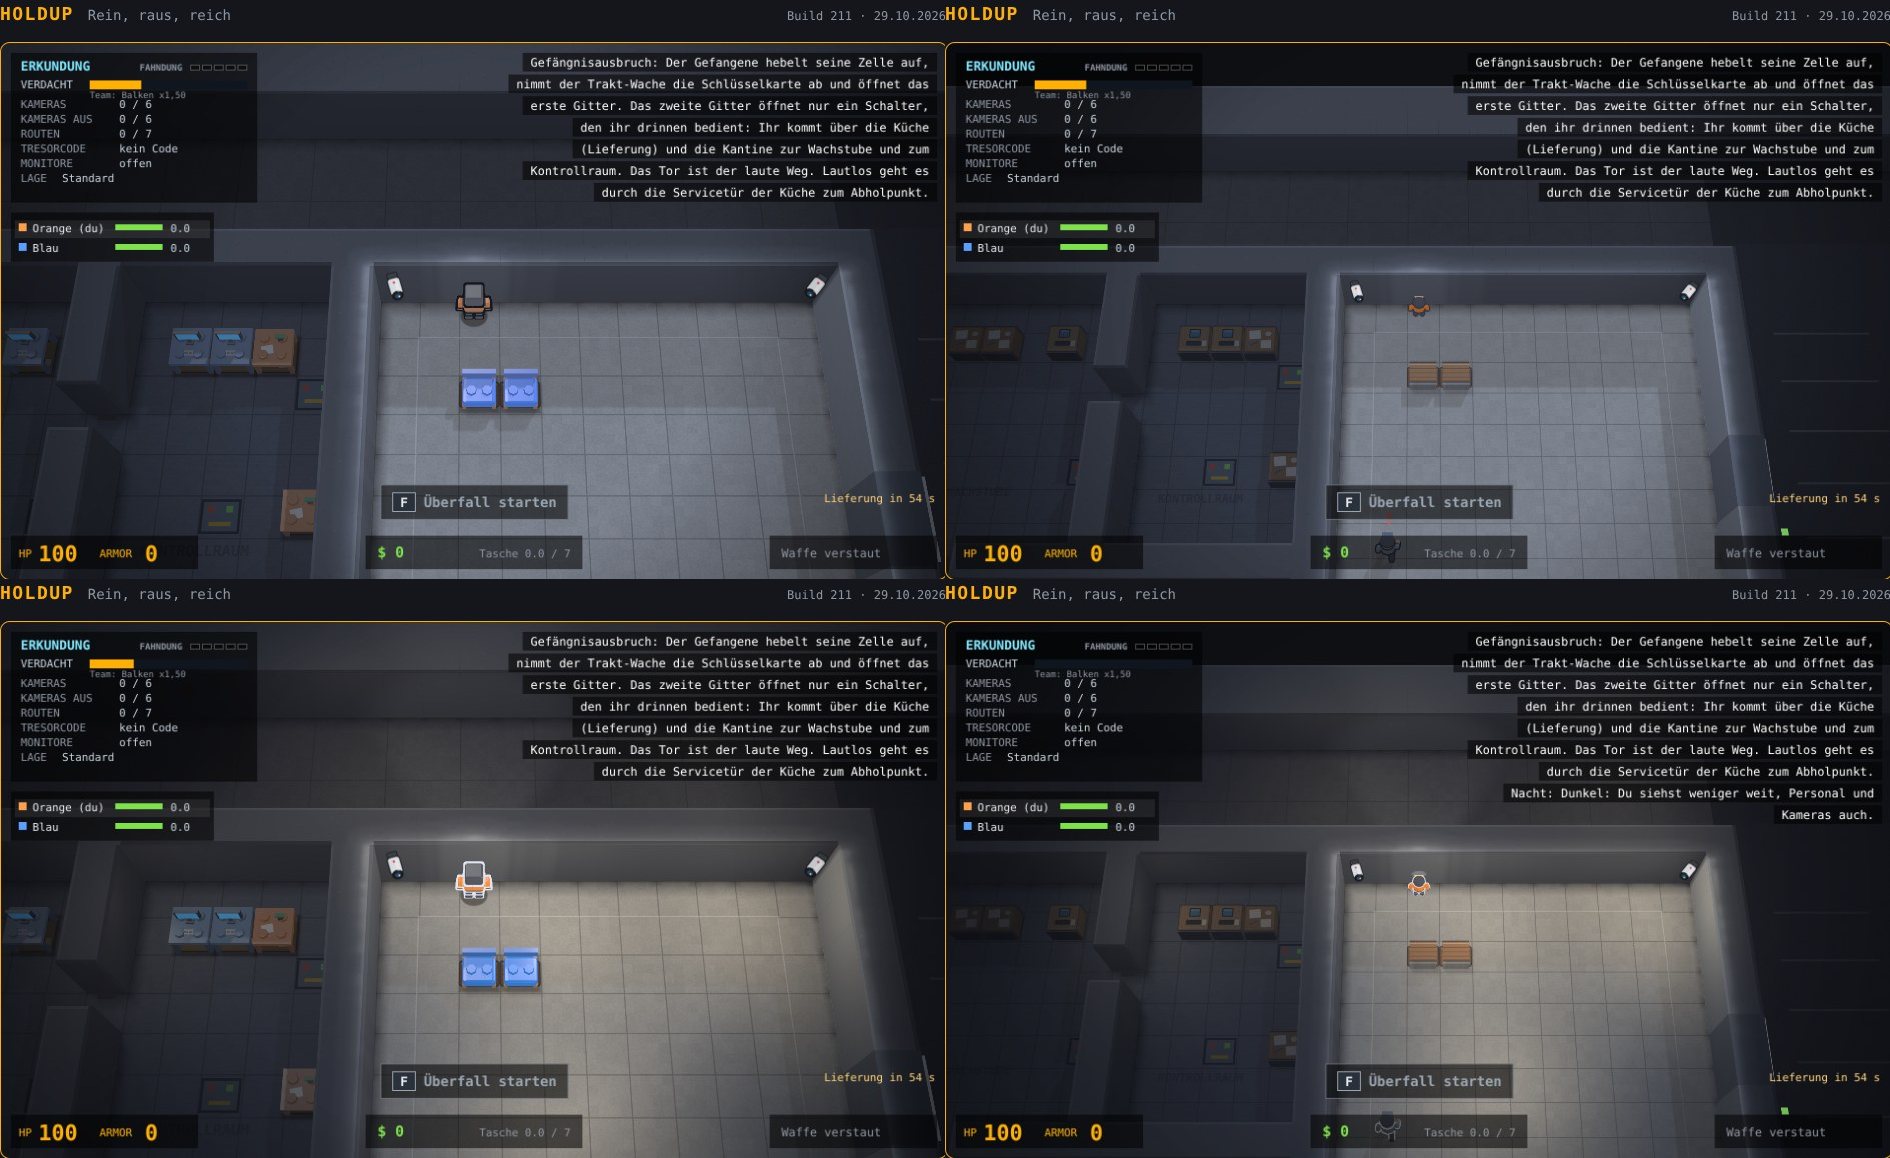 HOLDUP Rein, raus, reich Build 211 · 29.10.2026
ERKUNDUNG FAHNDUNG
VERDACHT
Team: Balken x1,50
KAMERAS 0 / 6
KAMERAS AUS 0 / 6
ROUTEN 0 / 7
TRESORCODE kein Code
MONITORE offen
LAGE Standard
Gefängnisausbruch: Der Gefangene hebelt seine Zelle auf,
nimmt der Trakt-Wache die Schlüsselkarte ab und öffnet das
erste Gitter. Das zweite Gitter öffnet nur ein Schalter,
den ihr drinnen bedient: Ihr kommt über die Küche
(Lieferung) und die Kantine zur Wachstube und zum
Kontrollraum. Das Tor ist der laute Weg. Lautlos geht es
durch die Servicetür der Küche zum Abholpunkt.
Orange (du) 0.0
Blau 0.0
F Überfall starten
Lieferung in 54 s
HP 100 ARMOR 0
$ 0 Tasche 0.0 / 7
Waffe verstaut
HOLDUP Rein, raus, reich Build 211 · 29.10.2026
ERKUNDUNG FAHNDUNG
VERDACHT
Team: Balken x1,50
KAMERAS 0 / 6
KAMERAS AUS 0 / 6
ROUTEN 0 / 7
TRESORCODE kein Code
MONITORE offen
LAGE Standard
Gefängnisausbruch: Der Gefangene hebelt seine Zelle auf,
nimmt der Trakt-Wache die Schlüsselkarte ab und öffnet das
erste Gitter. Das zweite Gitter öffnet nur ein Schalter,
den ihr drinnen bedient: Ihr kommt über die Küche
(Lieferung) und die Kantine zur Wachstube und zum
Kontrollraum. Das Tor ist der laute Weg. Lautlos geht es
durch die Servicetür der Küche zum Abholpunkt.
Orange (du) 0.0
Blau 0.0
KONTROLLRAUM
F Überfall starten
Lieferung in 54 s
HP 100 ARMOR 0
$ 0 Tasche 0.0 / 7
Waffe verstaut
HOLDUP Rein, raus, reich Build 211 · 29.10.2026
ERKUNDUNG FAHNDUNG
VERDACHT
Team: Balken x1,50
KAMERAS 0 / 6
KAMERAS AUS 0 / 6
ROUTEN 0 / 7
TRESORCODE kein Code
MONITORE offen
LAGE Standard
Gefängnisausbruch: Der Gefangene hebelt seine Zelle auf,
nimmt der Trakt-Wache die Schlüsselkarte ab und öffnet das
erste Gitter. Das zweite Gitter öffnet nur ein Schalter,
den ihr drinnen bedient: Ihr kommt über die Küche
(Lieferung) und die Kantine zur Wachstube und zum
Kontrollraum. Das Tor ist der laute Weg. Lautlos geht es
durch die Servicetür der Küche zum Abholpunkt.
Orange (du) 0.0
Blau 0.0
F Überfall starten
Lieferung in 54 s
HP 100 ARMOR 0
$ 0 Tasche 0.0 / 7
Waffe verstaut
HOLDUP Rein, raus, reich Build 211 · 29.10.2026
ERKUNDUNG FAHNDUNG
VERDACHT
Team: Balken x1,50
KAMERAS 0 / 6
KAMERAS AUS 0 / 6
ROUTEN 0 / 7
TRESORCODE kein Code
MONITORE offen
LAGE Standard
Gefängnisausbruch: Der Gefangene hebelt seine Zelle auf,
nimmt der Trakt-Wache die Schlüsselkarte ab und öffnet das
erste Gitter. Das zweite Gitter öffnet nur ein Schalter,
den ihr drinnen bedient: Ihr kommt über die Küche
(Lieferung) und die Kantine zur Wachstube und zum
Kontrollraum. Das Tor ist der laute Weg. Lautlos geht es
durch die Servicetür der Küche zum Abholpunkt.
Nacht: Dunkel: Du siehst weniger weit, Personal und
Kameras auch.
Orange (du) 0.0
Blau 0.0
KONTROLLRAUM
F Überfall starten
Lieferung in 54 s
HP 100 ARMOR 0
$ 0 Tasche 0.0 / 7
Waffe verstaut